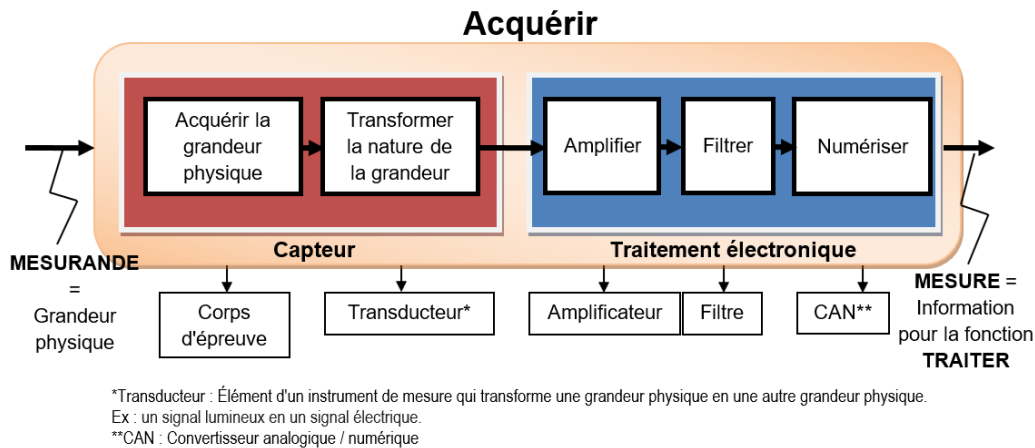 Acquérir
Acquérir la
grandeur
physique
Transformer
la nature de
la grandeur
Amplifier
Filtrer
Numériser
Capteur
Traitement électronique
MESURANDE
=
Grandeur
physique
Corps
d'épreuve
Transducteur*
Amplificateur
Filtre
CAN**
MESURE =
Information
pour la fonction
TRAITER
*Transducteur : Élément d'un instrument de mesure qui transforme une grandeur physique en une autre grandeur physique.
Ex : un signal lumineux en un signal électrique.
**CAN : Convertisseur analogique / numérique